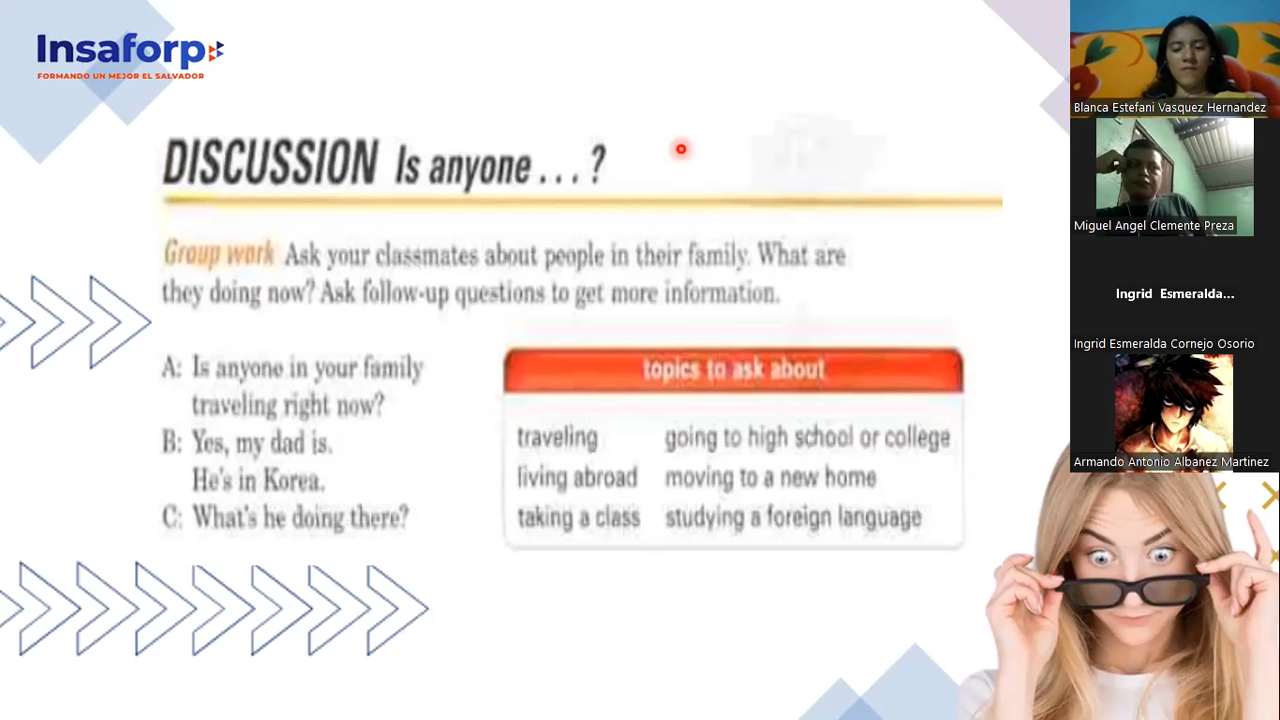 Insaforp
FORMANDO UN MEJOR EL SALVADOR
DISCUSSION Is anyone . . . ?
Group work Ask your classmates about people in their family. What are
they doing now? Ask follow-up questions to get more information.
A: Is anyone in your family
traveling right now?
B: Yes, my dad is.
He's in Korea.
C: What's he doing there?
topics to ask about
traveling going to high school or college
living abroad moving to a new home
taking a class studying a foreign language
Blanca Estefani Vasquez Hernandez
Miguel Angel Clemente Preza
Ingrid Esmeralda...
Ingrid Esmeralda Cornejo Osorio
Armando Antonio Albanez Martinez